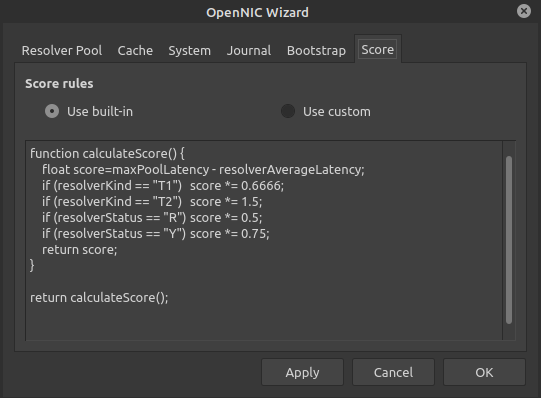 OpenNIC Wizard
Resolver Pool Cache System Journal Bootstrap Score
Score rules
Use built-in Use custom
function calculateScore() {
float score=maxPoolLatency - resolverAverageLatency;
if (resolverKind == "T1") score *= 0.6666;
if (resolverKind == "T2") score *= 1.5;
if (resolverStatus == "R") score *= 0.5;
if (resolverStatus == "Y") score *= 0.75;
return score;
}
return calculateScore();
Apply Cancel OK